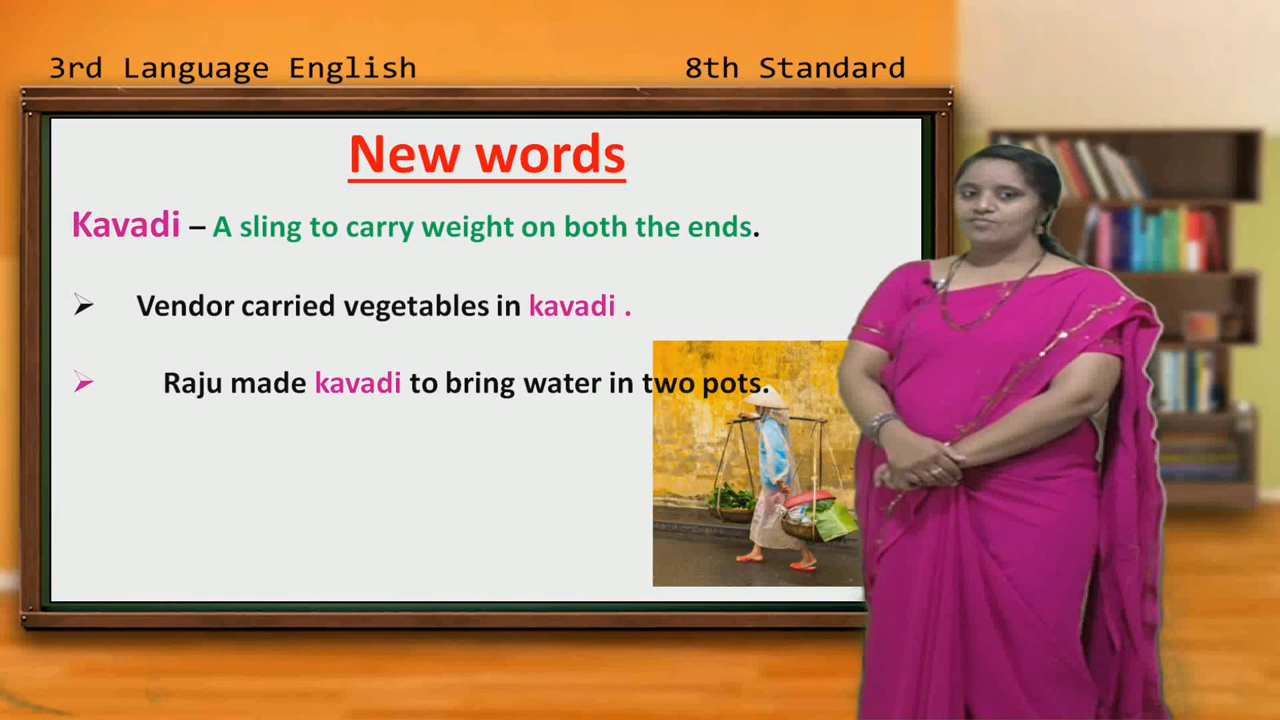 3rd Language English 8th Standard
New words
Kavadi – A sling to carry weight on both the ends.
➢ Vendor carried vegetables in kavadi .
➢ Raju made kavadi to bring water in two pots.